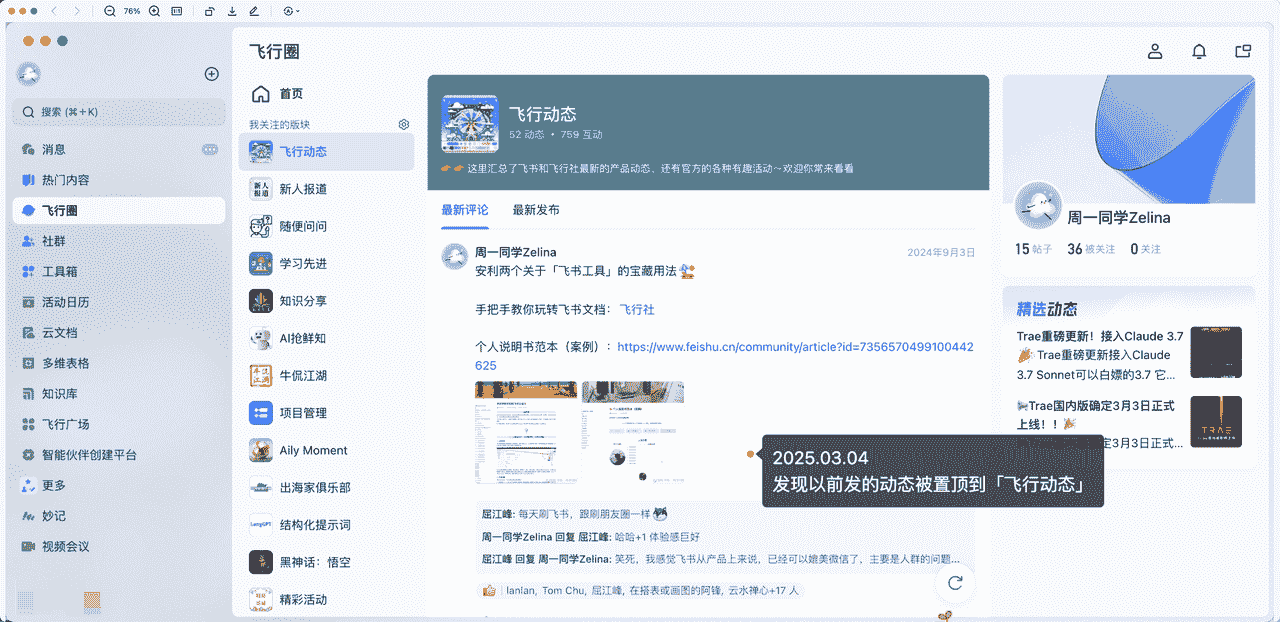 76%
搜索 (⌘+K)
消息
热门内容
飞行圈
社群
工具箱
活动日历
云文档
多维表格
知识库
飞行广场
智能伙伴创建平台
更多
妙记
视频会议
飞行圈
首页
我关注的版块
飞行动态
新人报道
新人
报道
随便问问
学习先进
知识分享
AI抢鲜知
牛侃江湖
项目管理
Aily Moment
出海家俱乐部
LangGPT
结构化提示词
黑神话：悟空
精彩活动
飞行动态
52 动态 • 759 互动
这里汇总了飞书和飞行社最新的产品动态，还有官方的各种有趣活动～欢迎你常来看看
最新评论
最新发布
周一同学Zelina
2024年9月3日
安利两个关于「飞书工具」的宝藏用法
手把手教你玩转飞书文档： 飞行社
个人说明书范本（案例）：https://www.feishu.cn/community/article?id=7356570499100442
625
屈江峰: 每天刷飞书，跟刷朋友圈一样
周一同学Zelina 回复 屈江峰: 哈哈+1 体验感巨好
屈江峰 回复 周一同学Zelina: 笑死，我感觉飞书从产品上来说，已经可以媲美微信了，主要是人群的问题...
lanlan, Tom Chu, 屈江峰, 在搭表或画图的阿锋, 云水禅心+17 人
周一同学Zelina
15 帖子 36 被关注 0 关注
精选动态
Trae重磅更新！接入Claude 3.7
Trae重磅更新接入Claude
3.7 Sonnet可以白嫖的3.7 它...
Trae国内版确定3月3日正式
上线！！
定3月3日正式...
TRAE
2025.03.04
发现以前发的动态被置顶到「飞行动态」